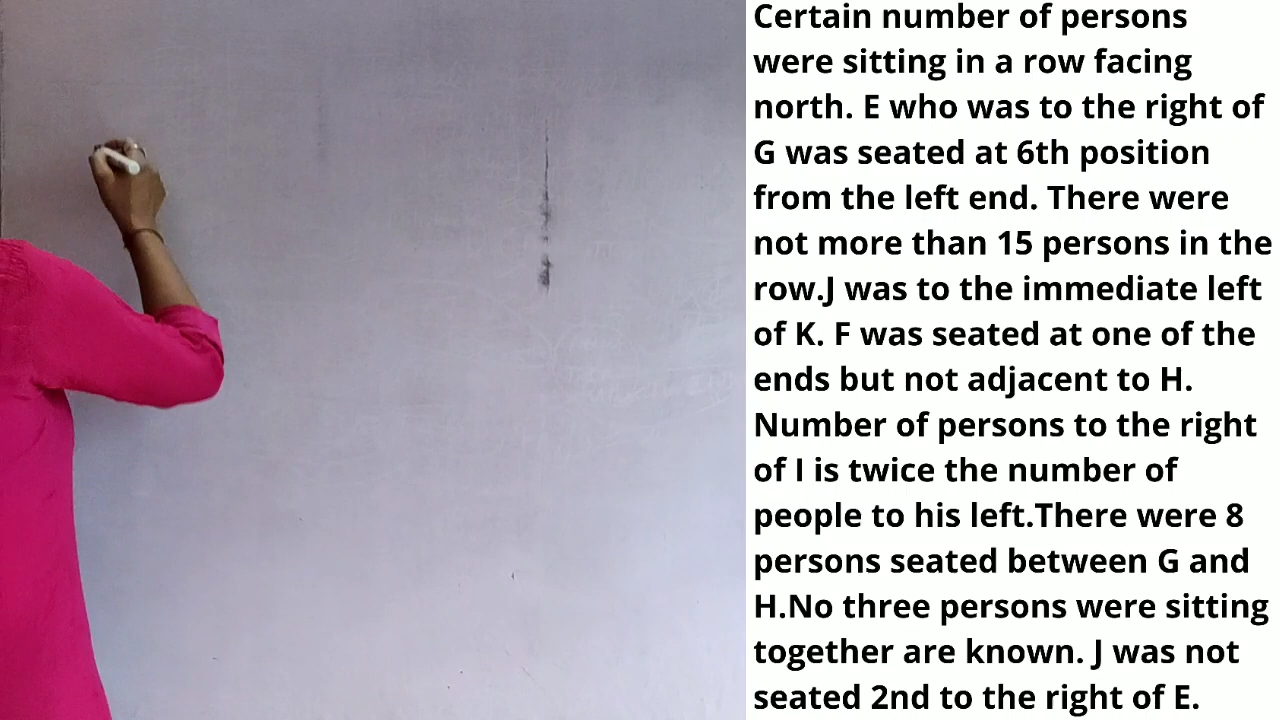 Certain number of persons
were sitting in a row facing
north. E who was to the right of
G was seated at 6th position
from the left end. There were
not more than 15 persons in the
row.J was to the immediate left
of K. F was seated at one of the
ends but not adjacent to H.
Number of persons to the right
of I is twice the number of
people to his left.There were 8
persons seated between G and
H.No three persons were sitting
together are known. J was not
seated 2nd to the right of E.